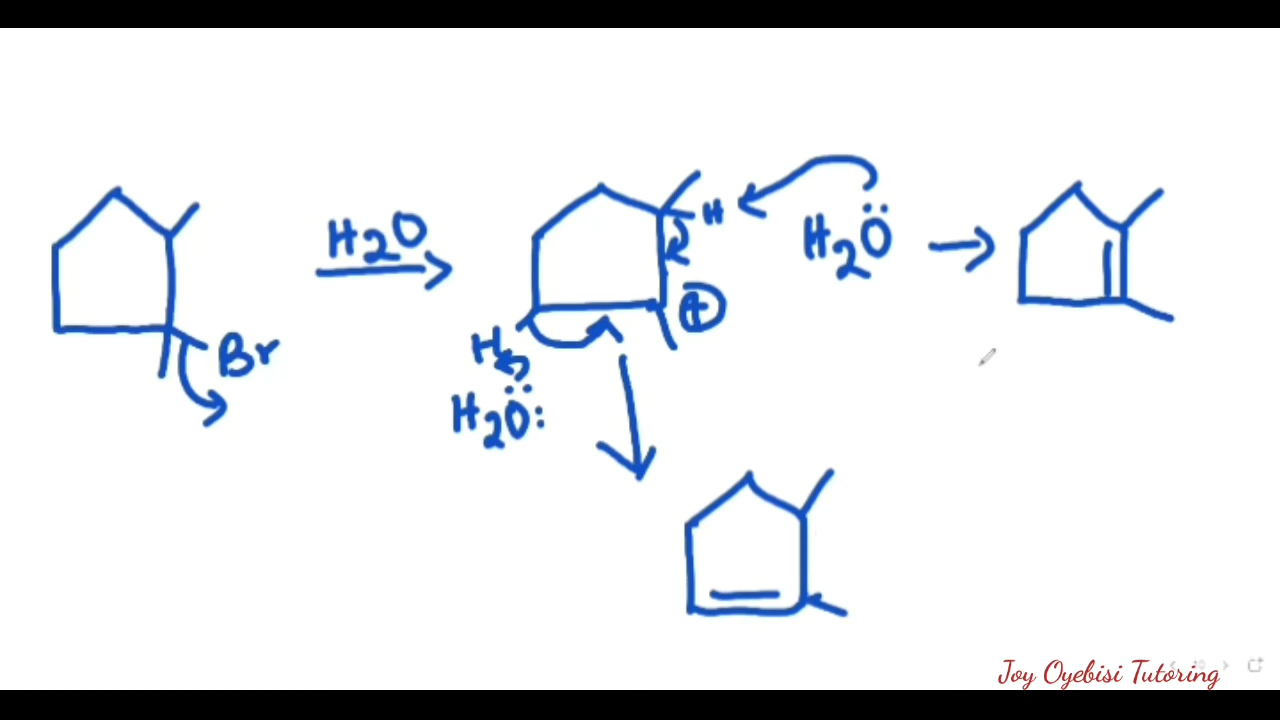 H2O
Br
H
⊕
H2Ö
H
H2Ö:
Joy Oyebisi Tutoring